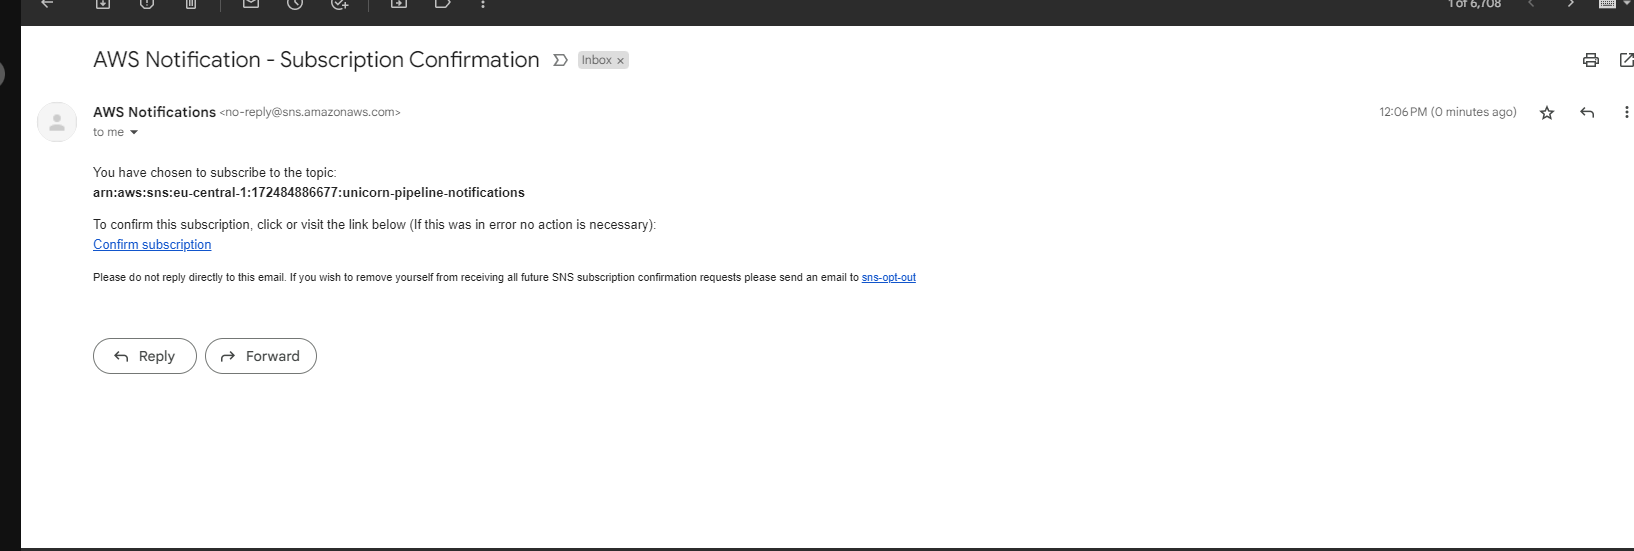 1 of 6,708
AWS Notification - Subscription Confirmation
Inbox ×
AWS Notifications <no-reply@sns.amazonaws.com>
12:06 PM (0 minutes ago)
to me
You have chosen to subscribe to the topic:
arn:aws:sns:eu-central-1:172484886677:unicorn-pipeline-notifications
To confirm this subscription, click or visit the link below (If this was in error no action is necessary):
Confirm subscription
Please do not reply directly to this email. If you wish to remove yourself from receiving all future SNS subscription confirmation requests please send an email to sns-opt-out
Reply
Forward